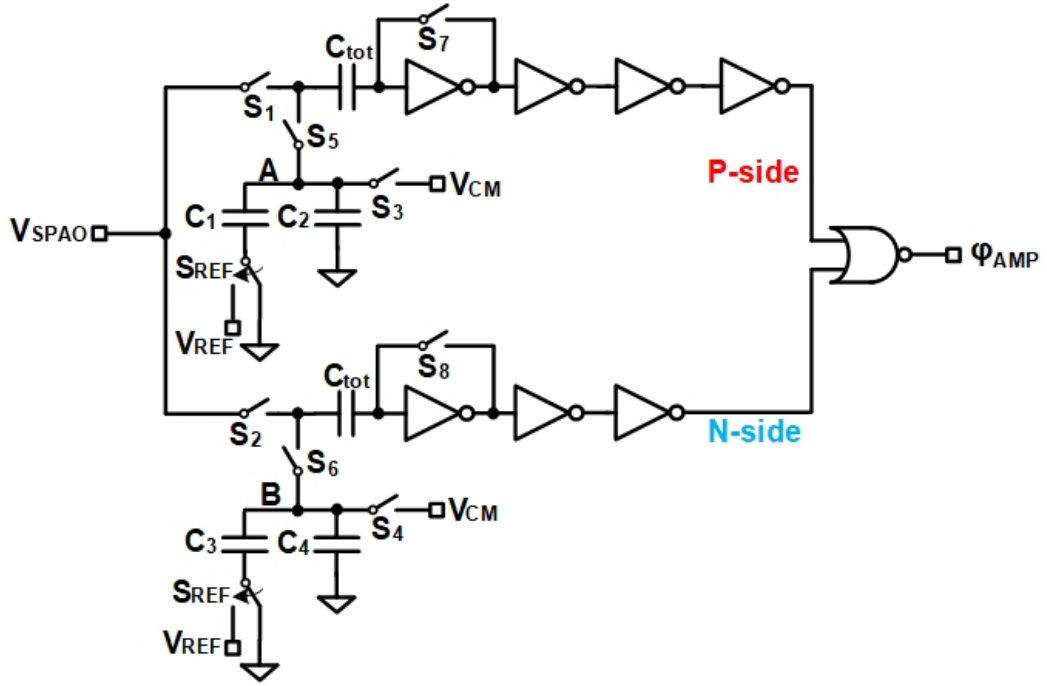 Ctot
S7
S1
S5
A
VCM
S3
P-side
C1
C2
VSPAO
SREF
φAMP
VREF
Ctot
S8
S2
N-side
S6
B
VCM
S4
C3
C4
SREF
VREF